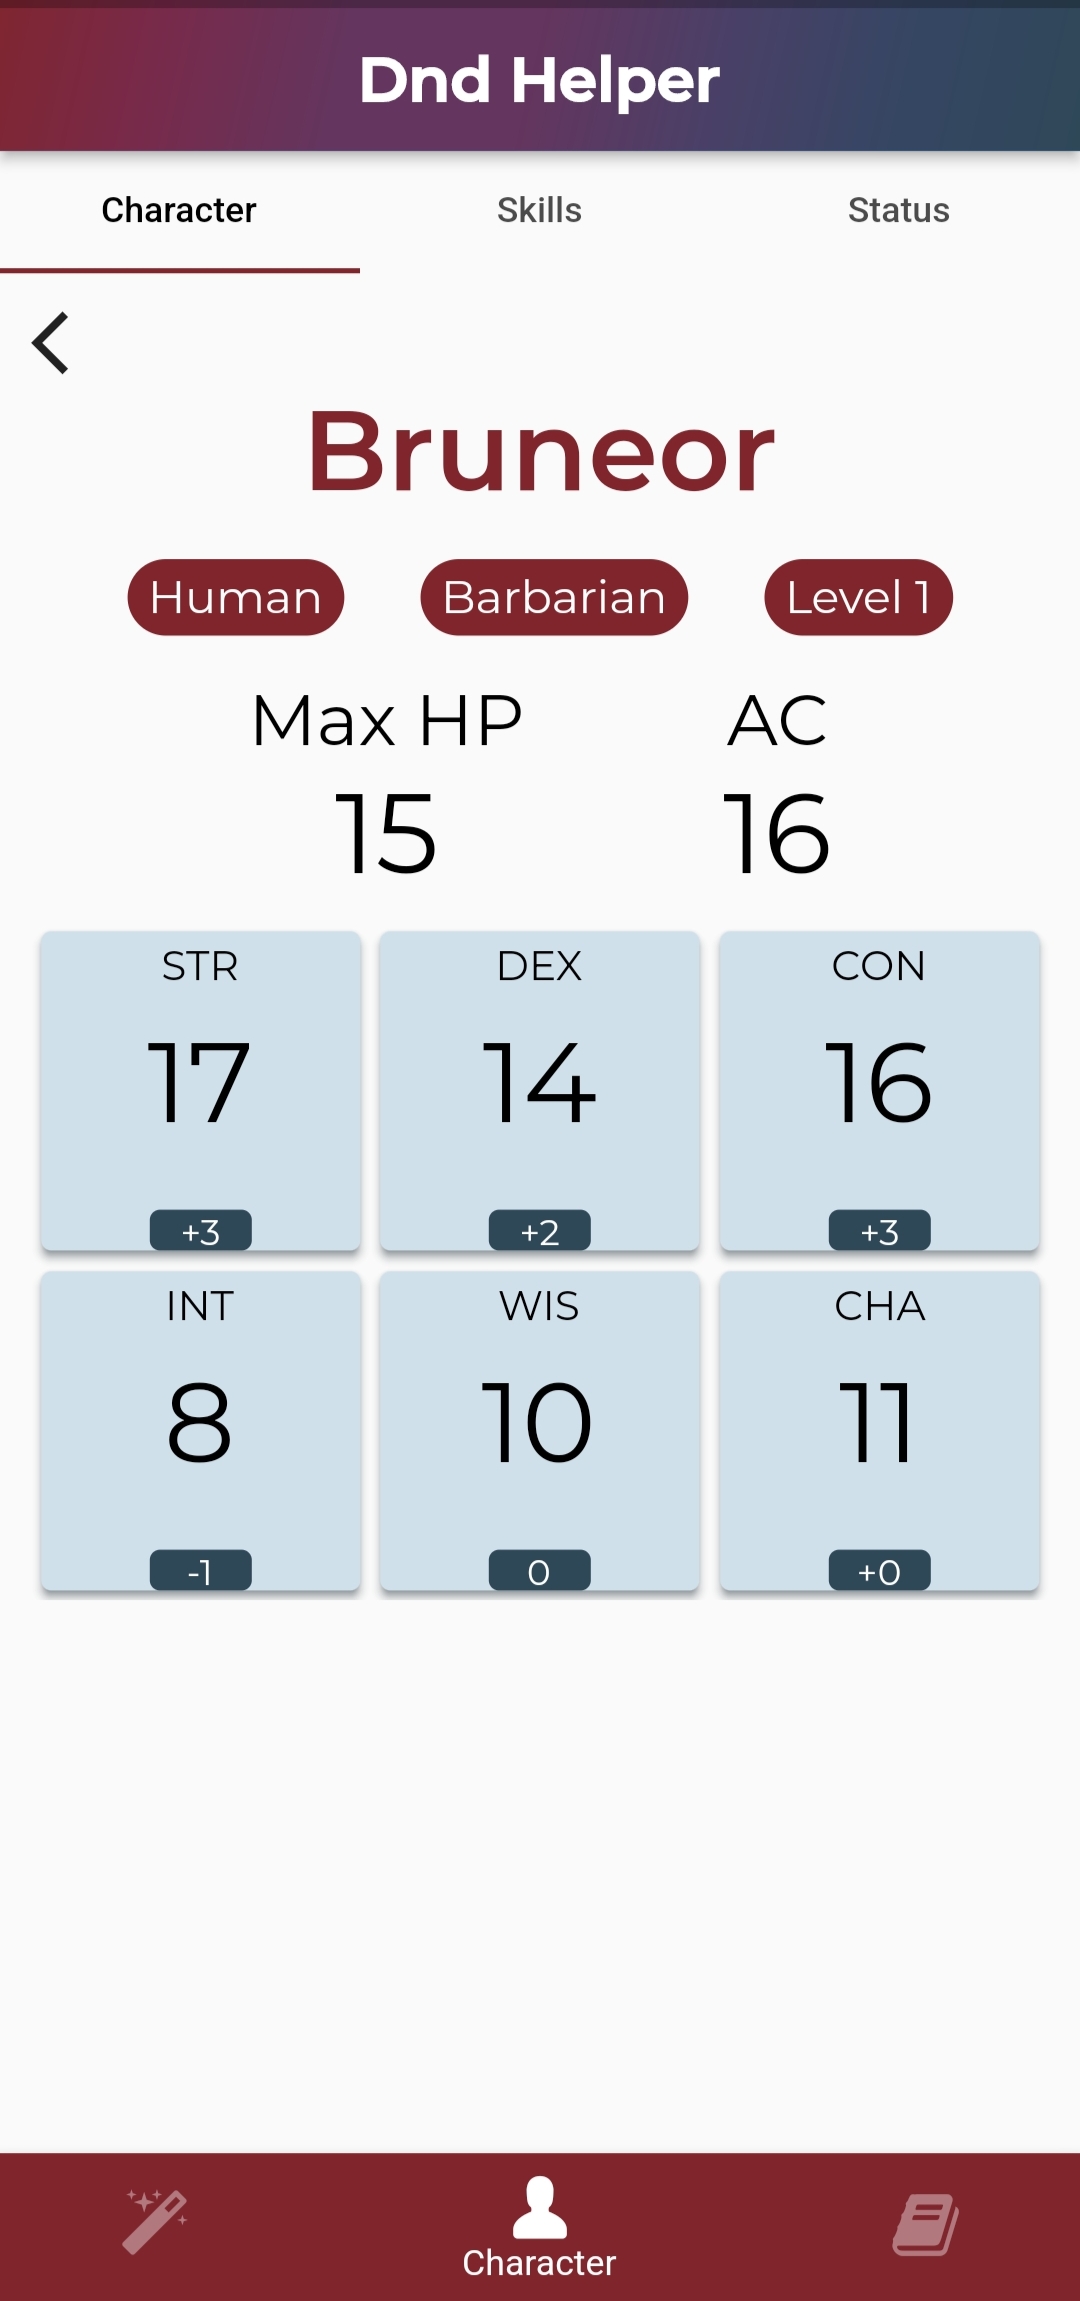 Dnd Helper
Character Skills Status
Bruneor
Human Barbarian Level 1
Max HP AC
15 16
STR DEX CON
17 14 16
+3 +2 +3
INT WIS CHA
8 10 11
-1 0 +0
Character